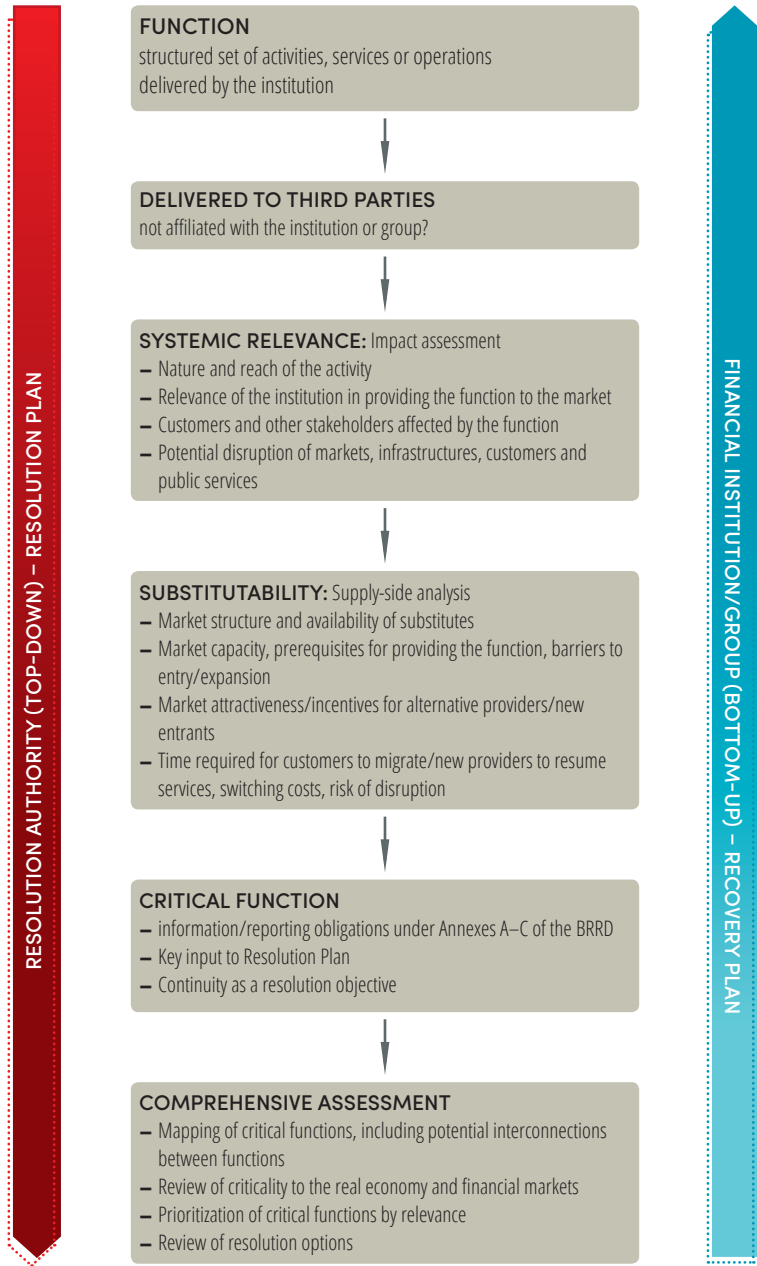 FUNCTION
structured set of activities, services or operations
delivered by the institution
DELIVERED TO THIRD PARTIES
not affiliated with the institution or group?
SYSTEMIC RELEVANCE: Impact assessment
– Nature and reach of the activity
– Relevance of the institution in providing the function to the market
– Customers and other stakeholders affected by the function
– Potential disruption of markets, infrastructures, customers and
public services
SUBSTITUTABILITY: Supply-side analysis
– Market structure and availability of substitutes
– Market capacity, prerequisites for providing the function, barriers to
entry/expansion
– Market attractiveness/incentives for alternative providers/new
entrants
– Time required for customers to migrate/new providers to resume
services, switching costs, risk of disruption
CRITICAL FUNCTION
– information/reporting obligations under Annexes A–C of the BRRD
– Key input to Resolution Plan
– Continuity as a resolution objective
COMPREHENSIVE ASSESSMENT
– Mapping of critical functions, including potential interconnections
between functions
– Review of criticality to the real economy and financial markets
– Prioritization of critical functions by relevance
– Review of resolution options
RESOLUTION AUTHORITY (TOP-DOWN) – RESOLUTION PLAN
FINANCIAL INSTITUTION/GROUP (BOTTOM-UP) – RECOVERY PLAN